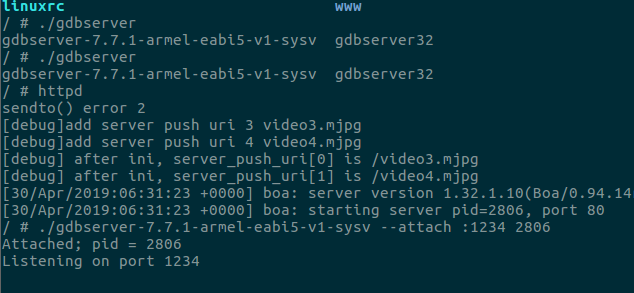 linuxrc www
/ # ./gdbserver
gdbserver-7.7.1-armel-eabi5-v1-sysv gdbserver32
/ # ./gdbserver
gdbserver-7.7.1-armel-eabi5-v1-sysv gdbserver32
/ # httpd
sendto() error 2
[debug]add server push uri 3 video3.mjpg
[debug]add server push uri 4 video4.mjpg
[debug] after ini, server_push_uri[0] is /video3.mjpg
[debug] after ini, server_push_uri[1] is /video4.mjpg
[30/Apr/2019:06:31:23 +0000] boa: server version 1.32.1.10(Boa/0.94.14
[30/Apr/2019:06:31:23 +0000] boa: starting server pid=2806, port 80
/ # ./gdbserver-7.7.1-armel-eabi5-v1-sysv --attach :1234 2806
Attached; pid = 2806
Listening on port 1234